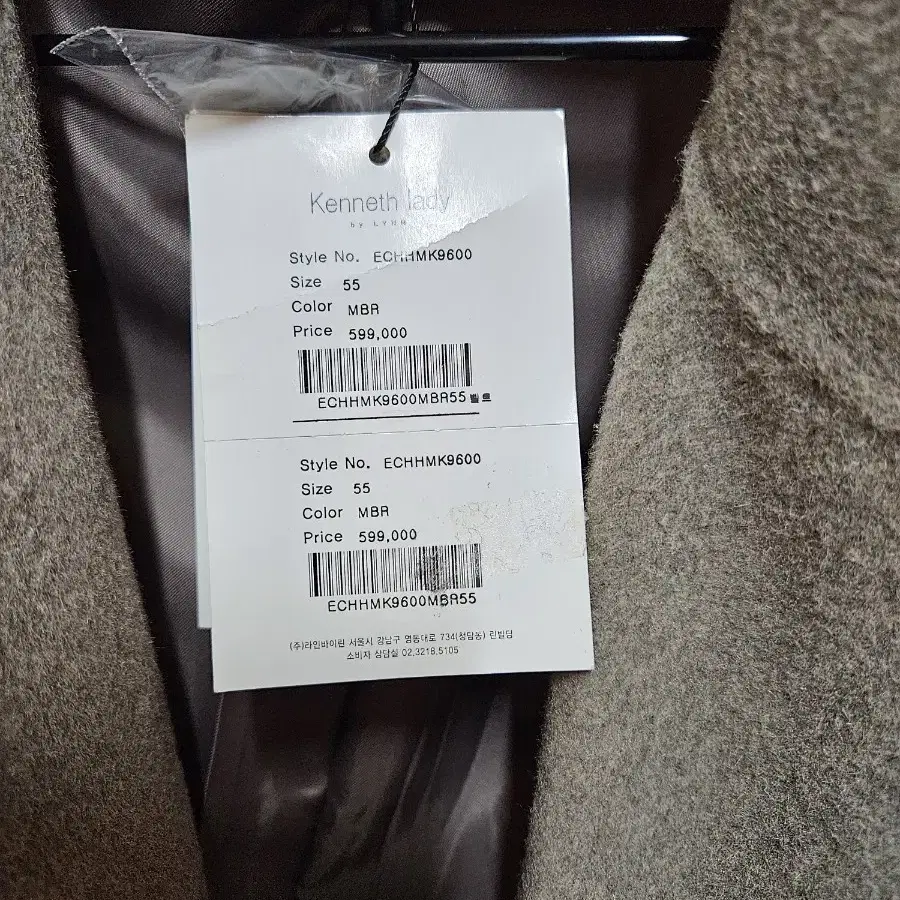 Kenneth lady
by LYNN
Style No. ECHHMK9600
Size 55
Color MBR
Price 599,000
ECHHMK9600MBR55 벨트
Style No. ECHHMK9600
Size 55
Color MBR
Price 599,000
ECHHMK9600MBR55
(주)라인바이린 서울시 강남구 영동대로 734(청담동) 린빌딩
소비자 상담실 02.3218.5105